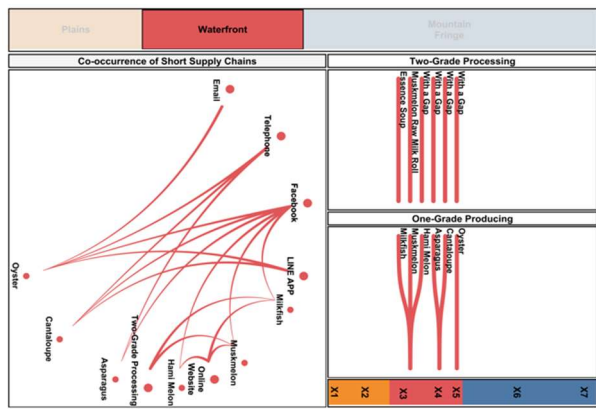 Plains
Waterfront
Mountain
Fringe
Co-occurrence of Short Supply Chains
Email
Telephone
Facebook
LINE APP
Milkfish
Muskmelon
Online
Website
Hami Melon
Two-Grade Processing
Asparagus
Cantaloupe
Oyster
Two-Grade Processing
Essence Soup
Muskmelon Raw Milk Roll
With a Gap
With a Gap
With a Gap
With a Gap
One-Grade Producing
Milkfish
Muskmelon
Hami Melon
Asparagus
Cantaloupe
Oyster
X1
X2
X3
X4
X5
X6
X7